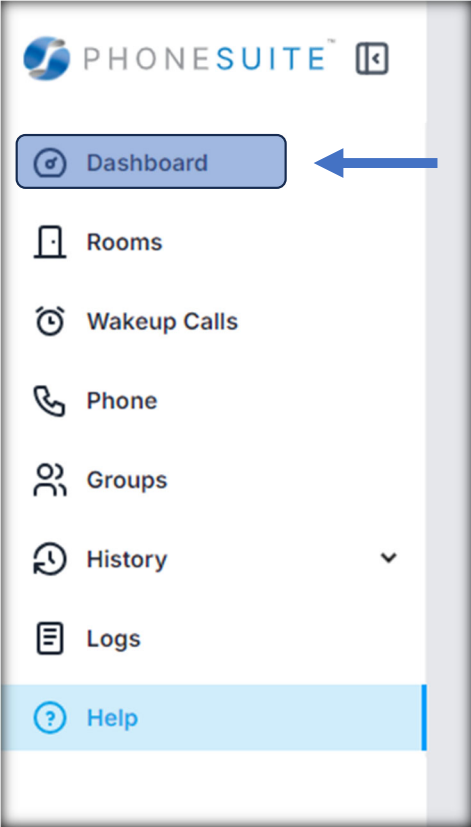 PHONESUITE™
Dashboard
Rooms
Wakeup Calls
Phone
Groups
History
Logs
Help